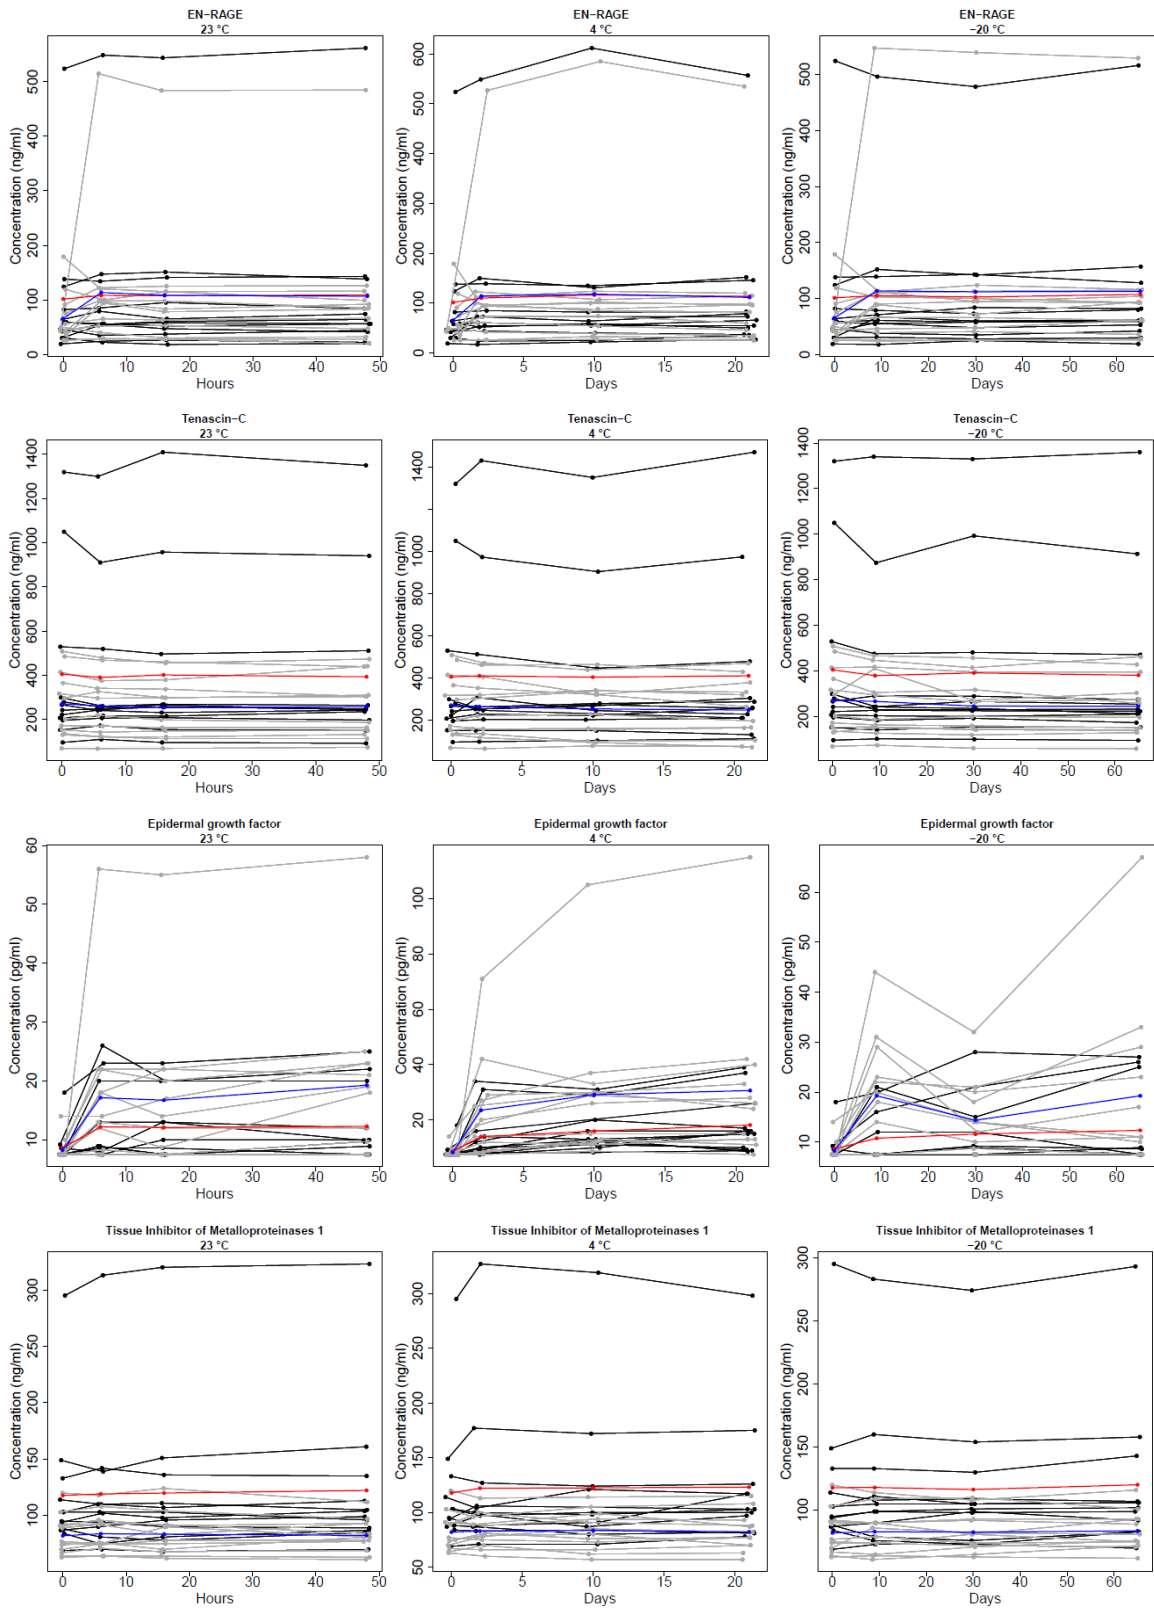 EN−RAGE
23 °C
Concentration (ng/ml)
0 100 200 300 400 500
0 10 20 30 40 50
Hours
EN−RAGE
4 °C
Concentration (ng/ml)
0 100 200 300 400 500 600
0 5 10 15 20
Days
EN−RAGE
−20 °C
Concentration (ng/ml)
0 100 200 300 400 500
0 10 20 30 40 50 60
Days
Tenascin−C
23 °C
Concentration (ng/ml)
200 400 600 800 1000 1200 1400
0 10 20 30 40 50
Hours
Tenascin−C
4 °C
Concentration (ng/ml)
200 400 600 800 1000 1200 1400
0 5 10 15 20
Days
Tenascin−C
−20 °C
Concentration (ng/ml)
200 400 600 800 1000 1200 1400
0 10 20 30 40 50 60
Days
Epidermal growth factor
23 °C
Concentration (pg/ml)
10 20 30 40 50 60
0 10 20 30 40 50
Hours
Epidermal growth factor
4 °C
Concentration (pg/ml)
20 40 60 80 100
0 5 10 15 20
Days
Epidermal growth factor
−20 °C
Concentration (pg/ml)
10 20 30 40 50 60
0 10 20 30 40 50 60
Days
Tissue Inhibitor of Metalloproteinases 1
23 °C
Concentration (ng/ml)
100 150 200 250 300
0 10 20 30 40 50
Hours
Tissue Inhibitor of Metalloproteinases 1
4 °C
Concentration (ng/ml)
50 100 150 200 250 300
0 5 10 15 20
Days
Tissue Inhibitor of Metalloproteinases 1
−20 °C
Concentration (ng/ml)
100 150 200 250 300
0 10 20 30 40 50 60
Days